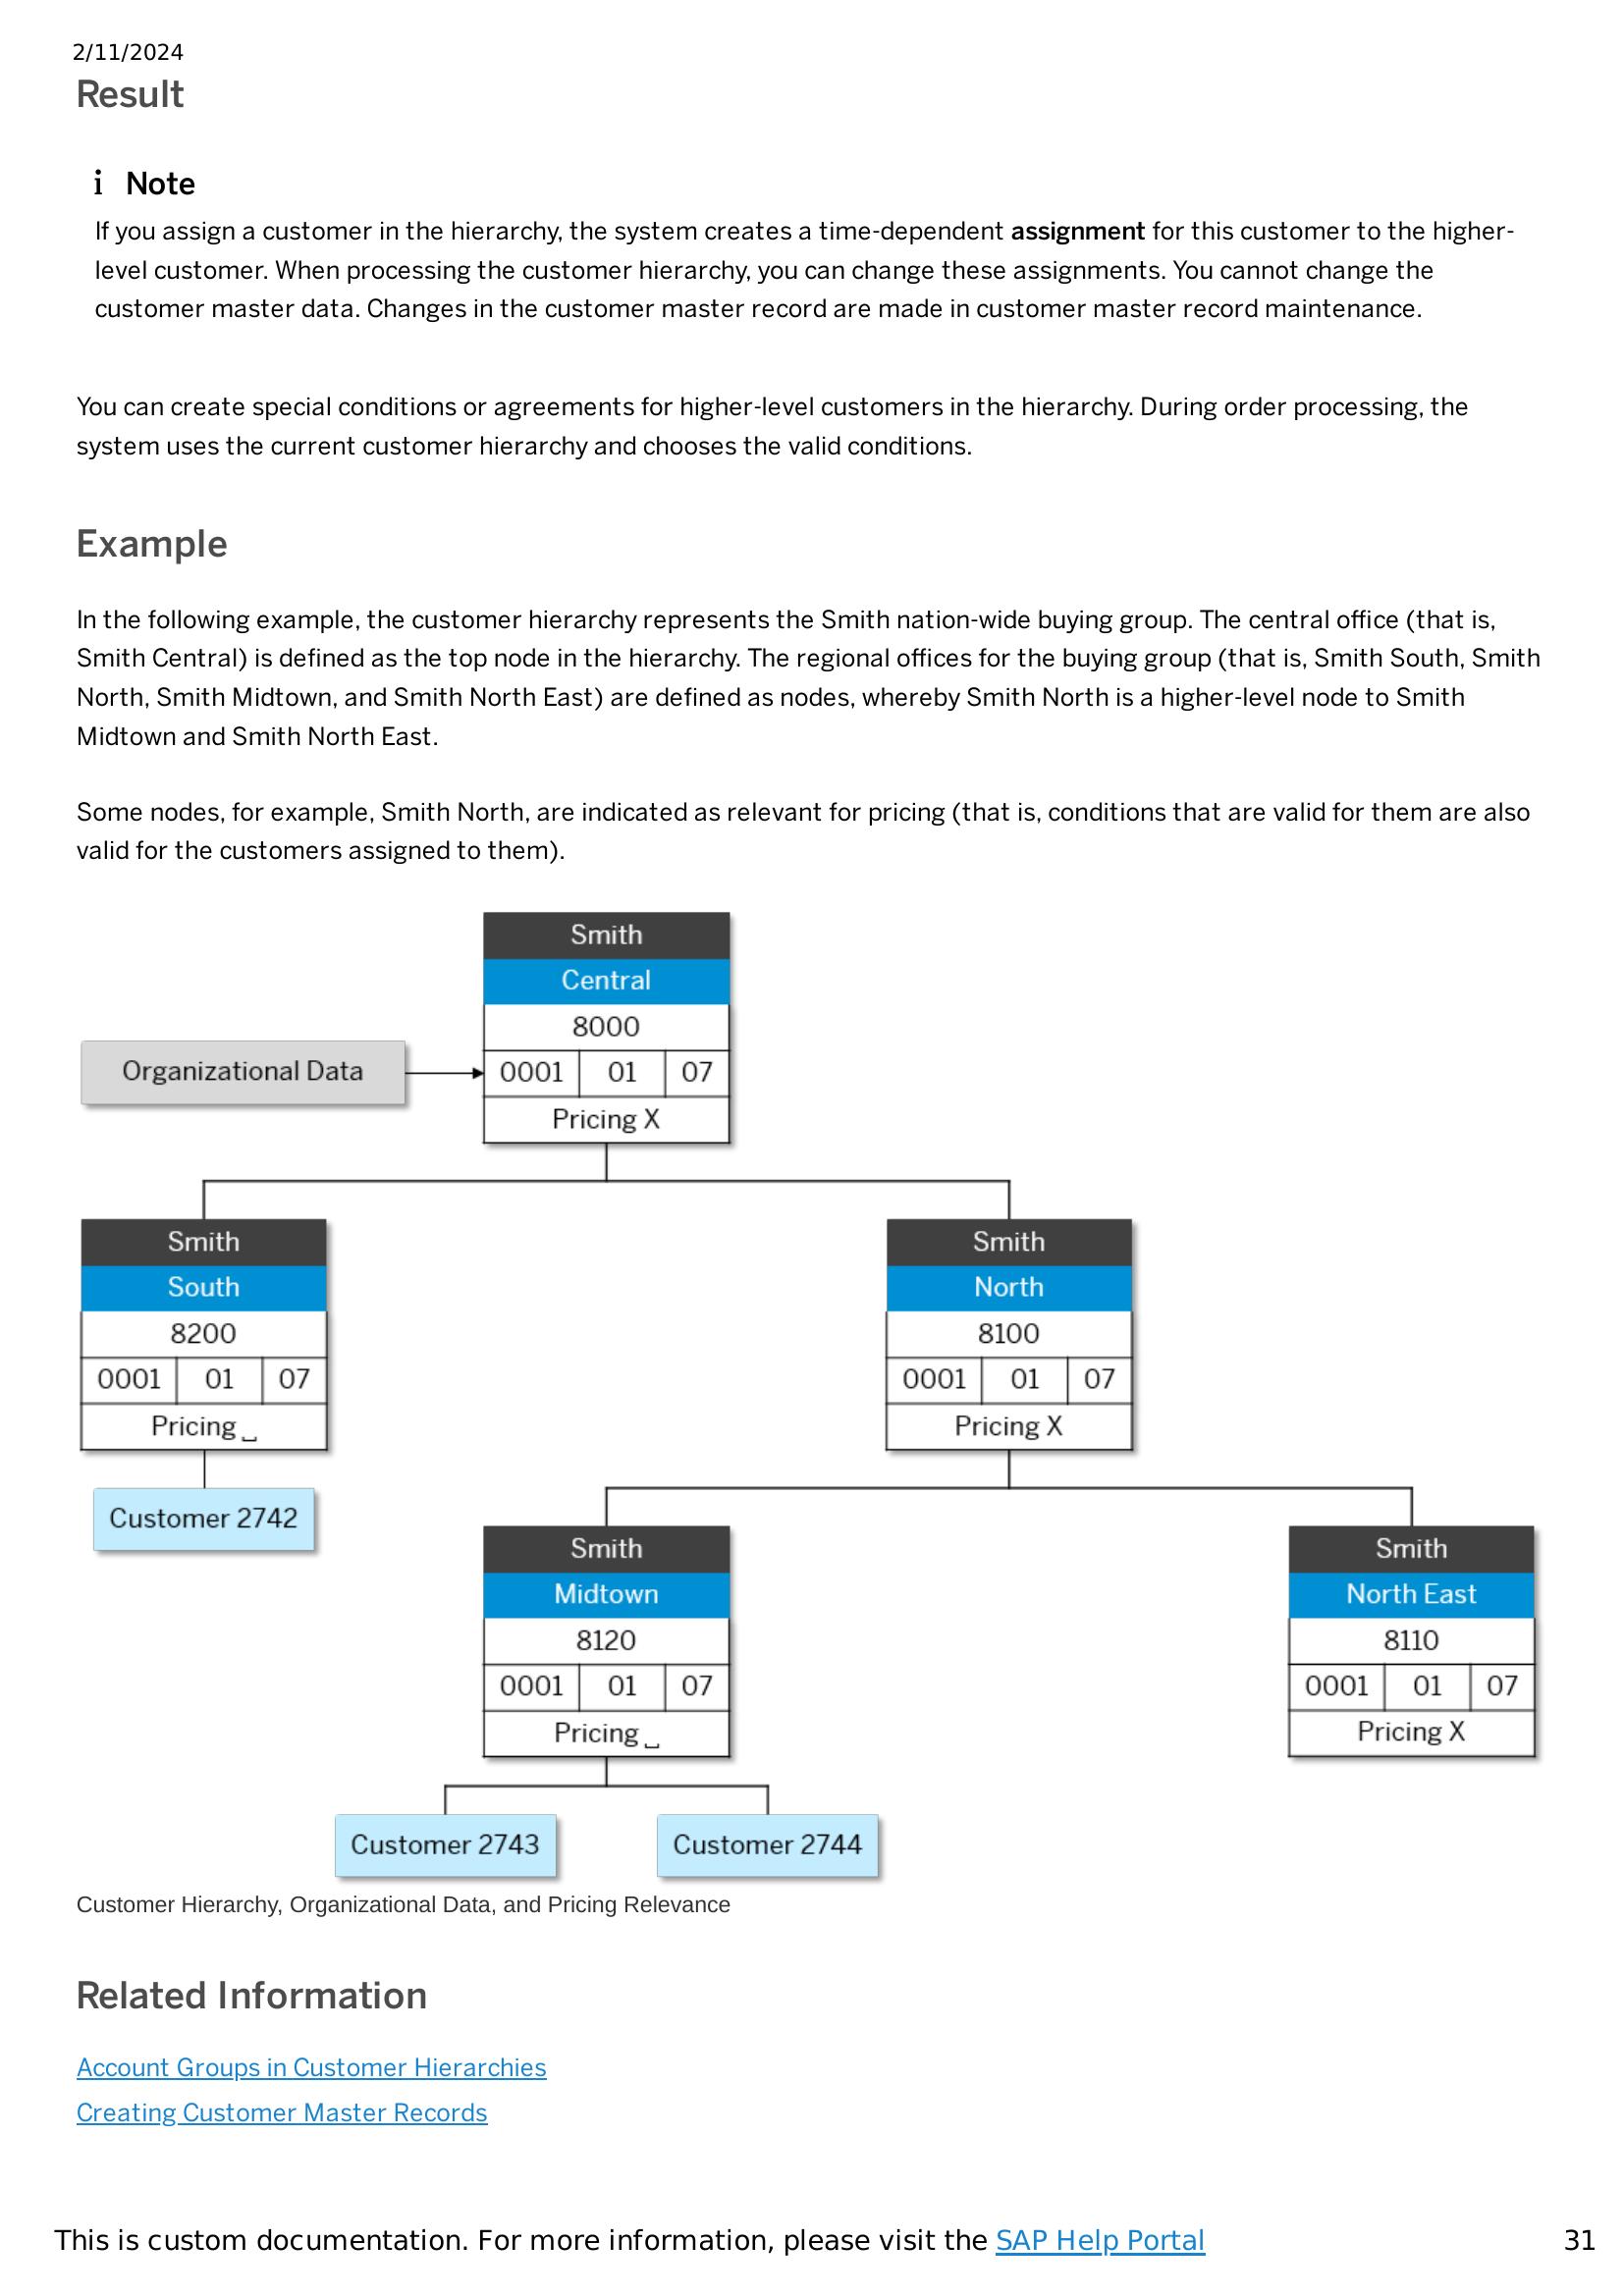 2/11/2024
Result
i Note
If you assign a customer in the hierarchy, the system creates a time-dependent assignment for this customer to the higher-
level customer. When processing the customer hierarchy, you can change these assignments. You cannot change the
customer master data. Changes in the customer master record are made in customer master record maintenance.
You can create special conditions or agreements for higher-level customers in the hierarchy. During order processing, the
system uses the current customer hierarchy and chooses the valid conditions.
Example
In the following example, the customer hierarchy represents the Smith nation-wide buying group. The central office (that is,
Smith Central) is defined as the top node in the hierarchy. The regional offices for the buying group (that is, Smith South, Smith
North, Smith Midtown, and Smith North East) are defined as nodes, whereby Smith North is a higher-level node to Smith
Midtown and Smith North East.
Some nodes, for example, Smith North, are indicated as relevant for pricing (that is, conditions that are valid for them are also
valid for the customers assigned to them).
Smith
Central
8000
Organizational Data
0001 01 07
Pricing X
Smith
South
8200
0001 01 07
Pricing ␣
Customer 2742
Smith
North
8100
0001 01 07
Pricing X
Smith
Midtown
8120
0001 01 07
Pricing ␣
Customer 2743
Customer 2744
Smith
North East
8110
0001 01 07
Pricing X
Customer Hierarchy, Organizational Data, and Pricing Relevance
Related Information
Account Groups in Customer Hierarchies
Creating Customer Master Records
This is custom documentation. For more information, please visit the SAP Help Portal 31